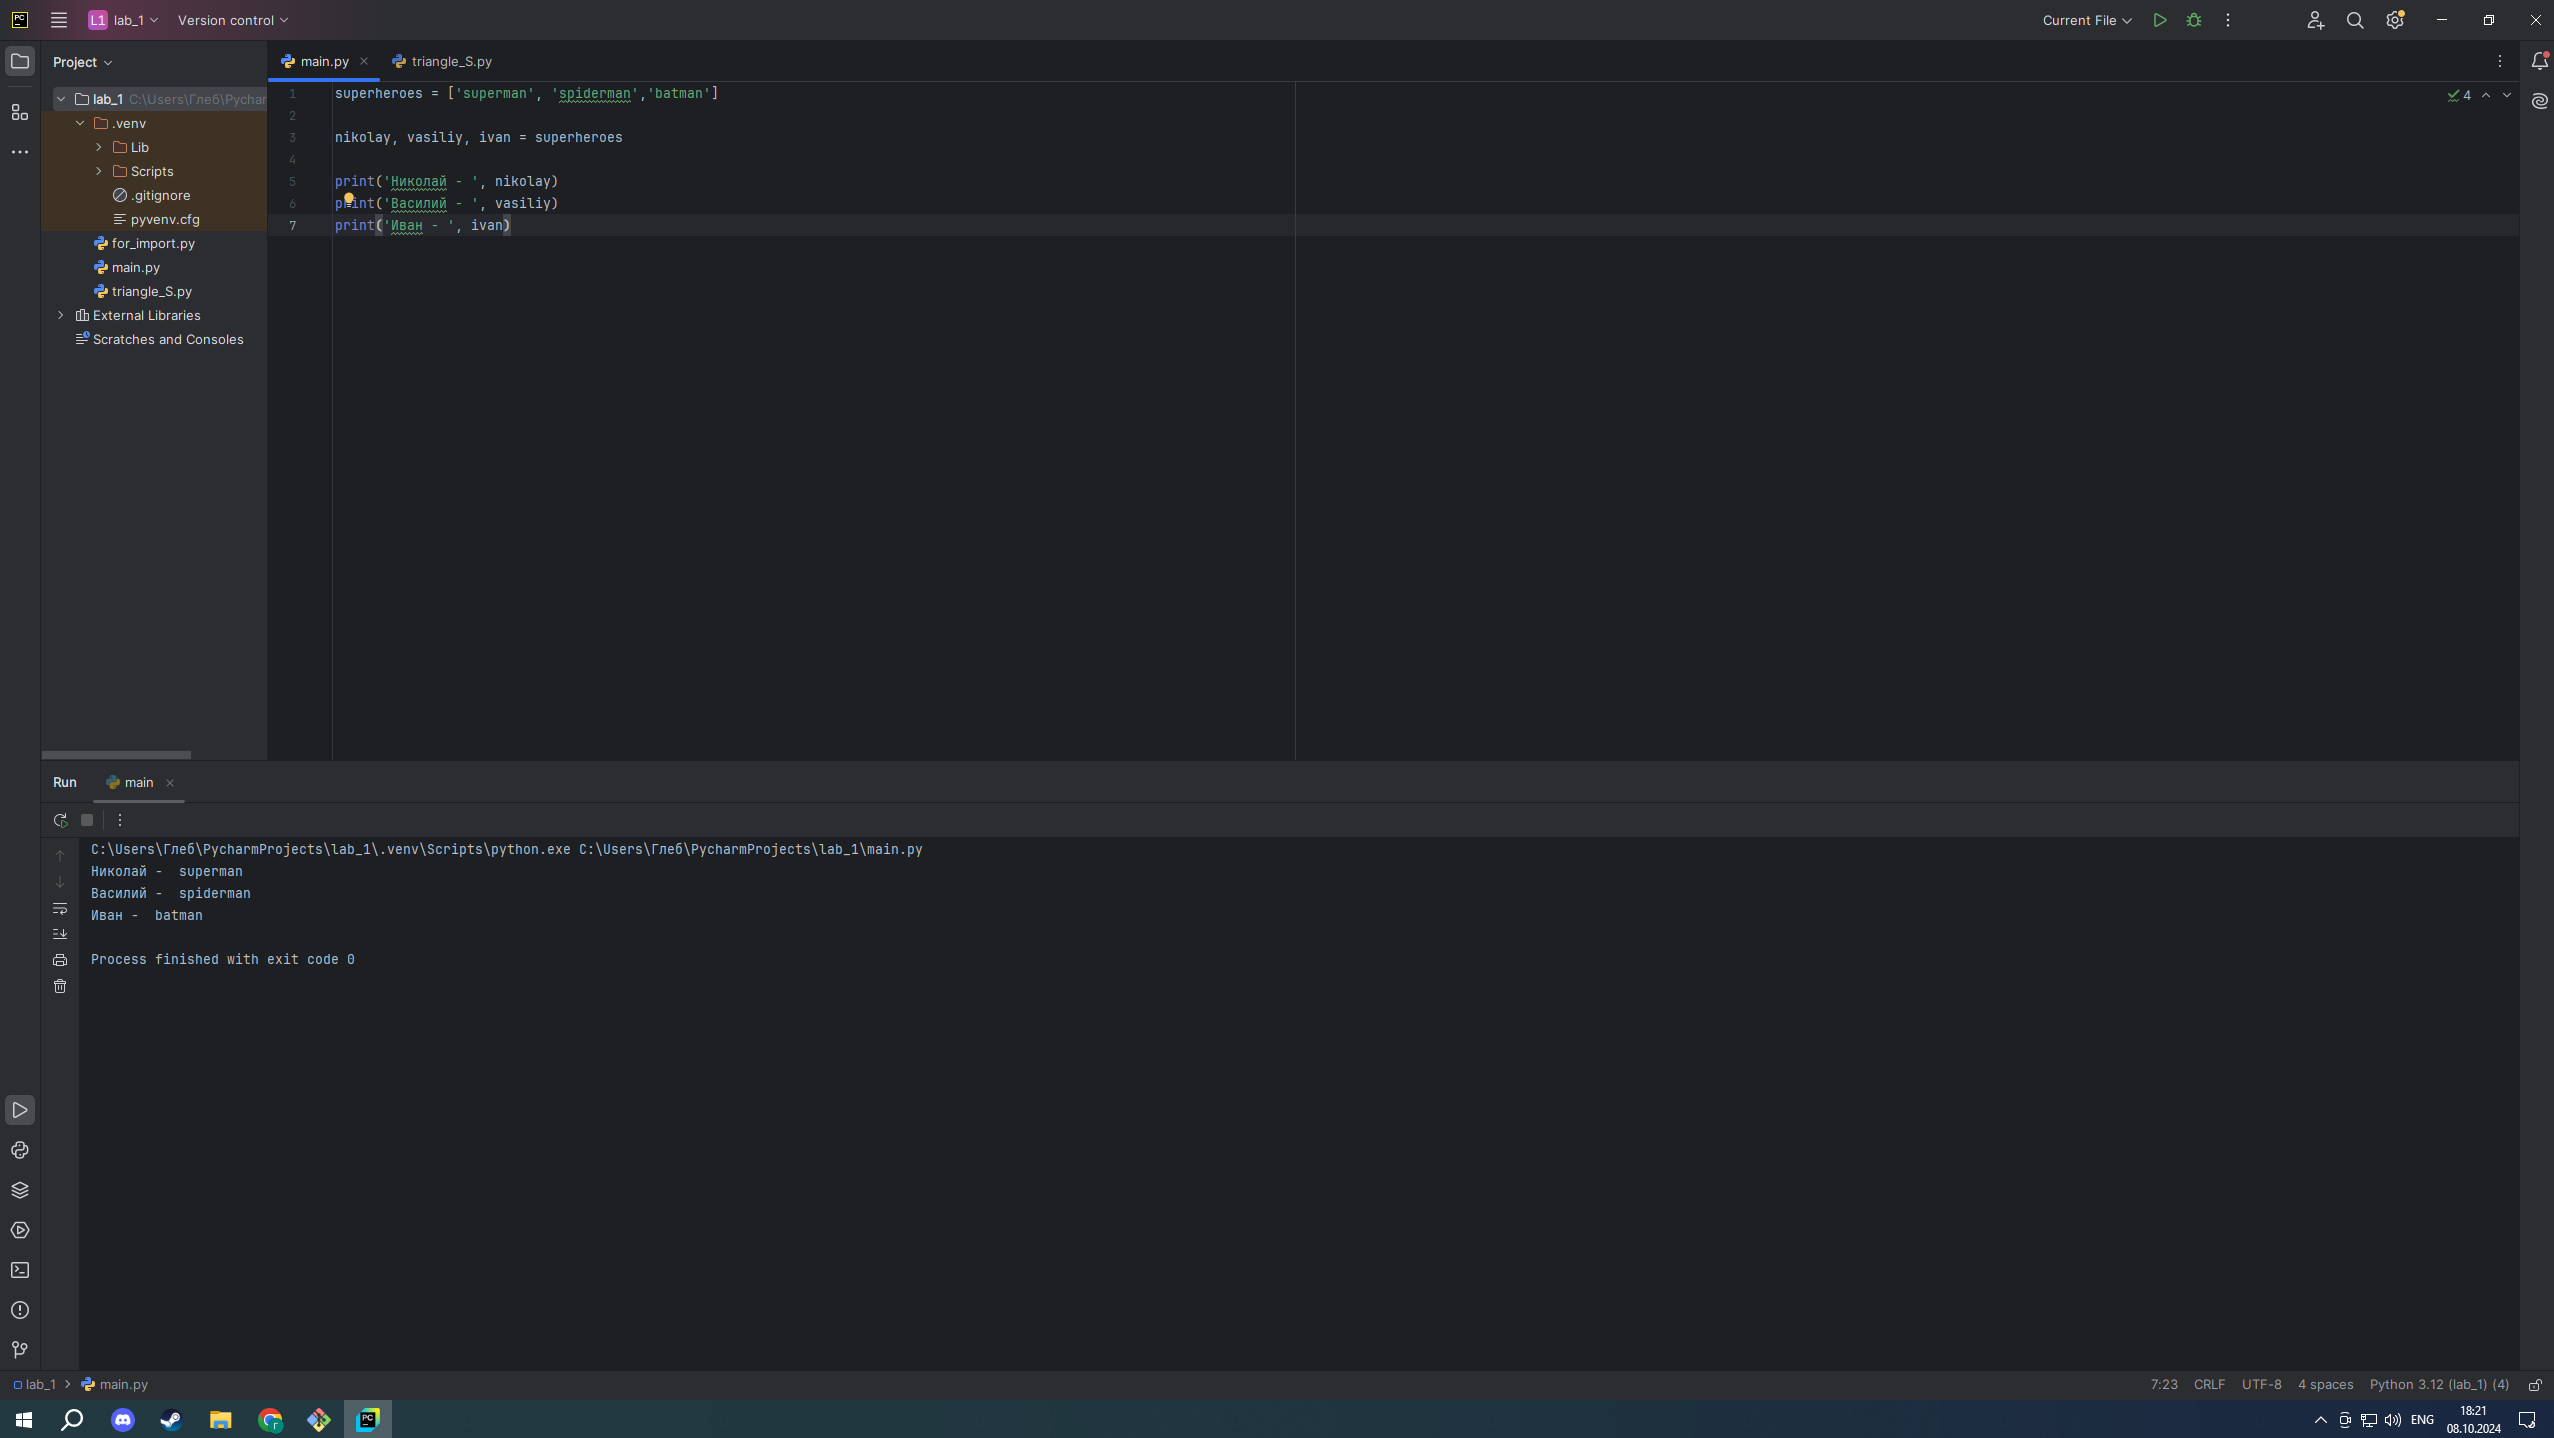 PC L1 lab_1 Version control Current File
Project
main.py triangle_S.py
lab_1 C:\Users\Глеб\Pychar
.venv
Lib
Scripts
.gitignore
pyvenv.cfg
for_import.py
main.py
triangle_S.py
External Libraries
Scratches and Consoles
1 superheroes = ['superman', 'spiderman','batman']
2
3 nikolay, vasiliy, ivan = superheroes
4
5 print('Николай - ', nikolay)
6 print('Василий - ', vasiliy)
7 print('Иван - ', ivan)
4
Run main
C:\Users\Глеб\PycharmProjects\lab_1\.venv\Scripts\python.exe C:\Users\Глеб\PycharmProjects\lab_1\main.py
Николай -  superman
Василий -  spiderman
Иван -  batman
Process finished with exit code 0
lab_1 main.py 7:23 CRLF UTF-8 4 spaces Python 3.12 (lab_1) (4)
PC ENG 18:21
08.10.2024